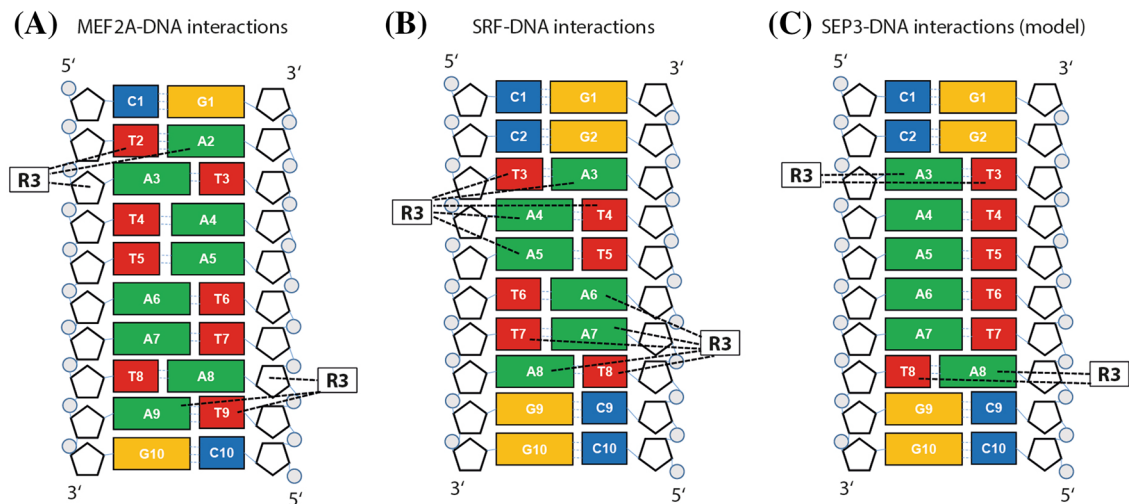 (A) MEF2A-DNA interactions
5‘ 3‘
C1 G1
T2 A2
R3
A3 T3
T4 A4
T5 A5
A6 T6
A7 T7
T8 A8
R3
A9 T9
G10 C10
3‘ 5‘
(B) SRF-DNA interactions
5‘ 3‘
C1 G1
C2 G2
T3 A3
R3
A4 T4
A5 T5
T6 A6
T7 A7
R3
A8 T8
G9 C9
G10 C10
3‘ 5‘
(C) SEP3-DNA interactions (model)
5‘ 3‘
C1 G1
C2 G2
R3
A3 T3
A4 T4
A5 T5
A6 T6
A7 T7
T8 A8
R3
G9 C9
G10 C10
3‘ 5‘